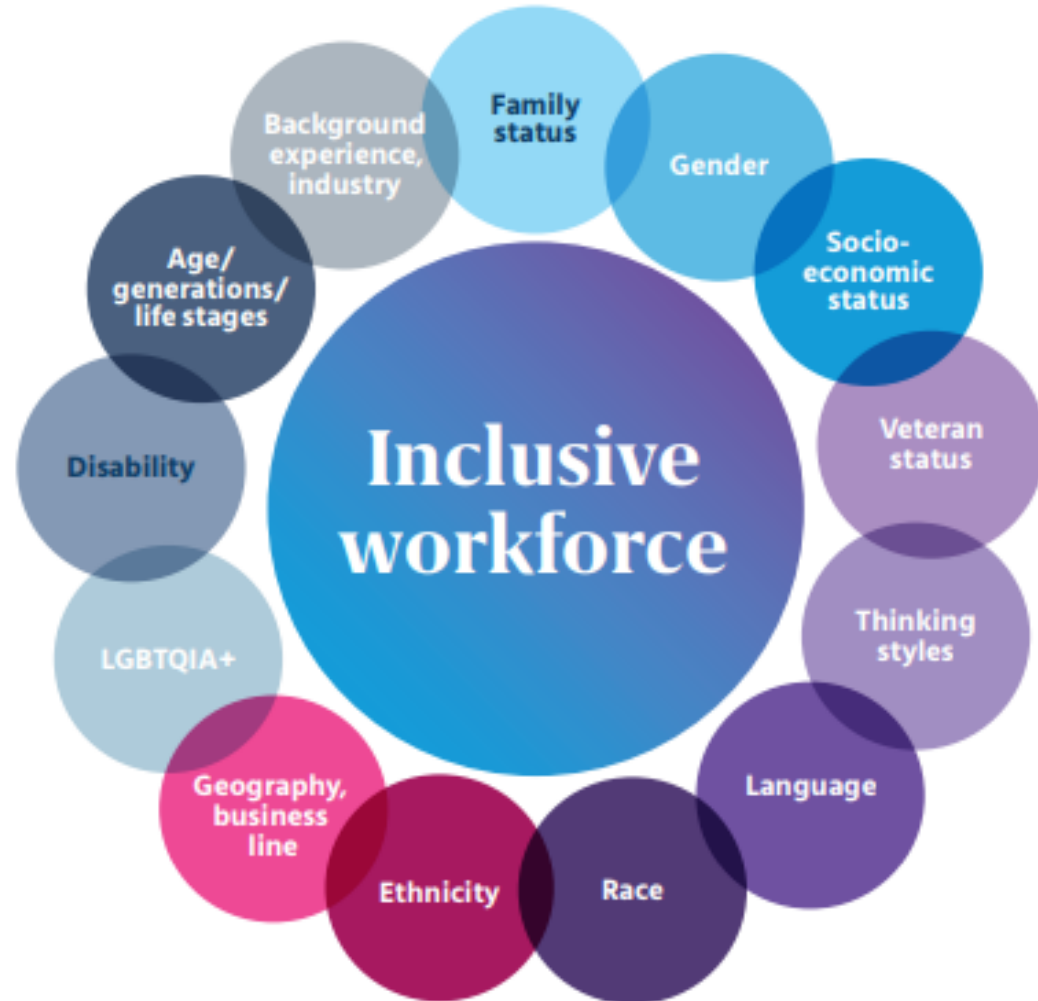 Family
status
Gender
Socio-
economic
status
Veteran
status
Thinking
styles
Language
Race
Ethnicity
Geography,
business
line
LGBTQIA+
Disability
Age/
generations/
life stages
Background
experience,
industry
Inclusive
workforce